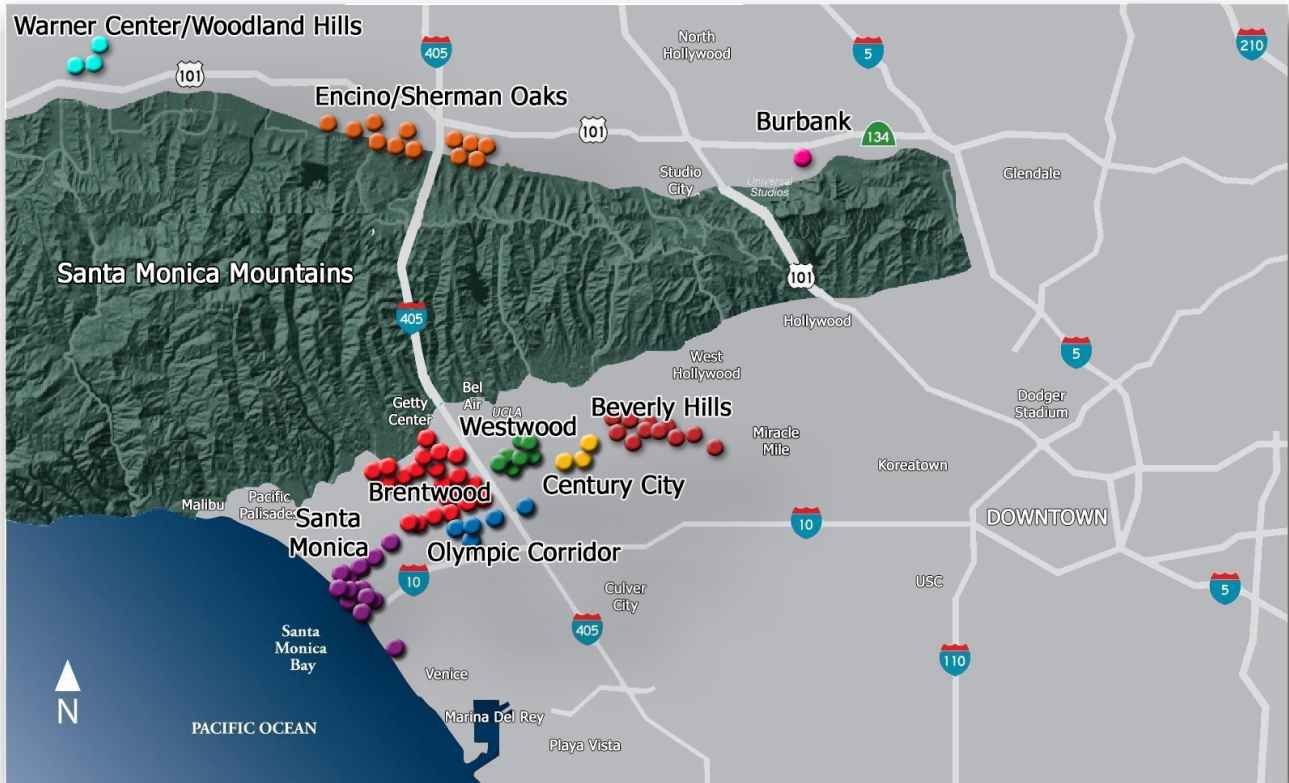 Warner Center/Woodland Hills
405
North
Hollywood
5
210
101
Encino/Sherman Oaks
101
Burbank
134
Studio
City
Universal
Studios
Glendale
Santa Monica Mountains
101
405
Hollywood
5
West
Hollywood
Bel
Air
Getty
Center
UCLA
Dodger
Stadium
Beverly Hills
Westwood
Miracle
Mile
Koreatown
Century City
Brentwood
Malibu
Pacific
Palisades
Santa
Monica
10
DOWNTOWN
Olympic Corridor
10
USC
5
Culver
City
405
Santa
Monica
Bay
110
Venice
N
Marina Del Rey
PACIFIC OCEAN
Playa Vista